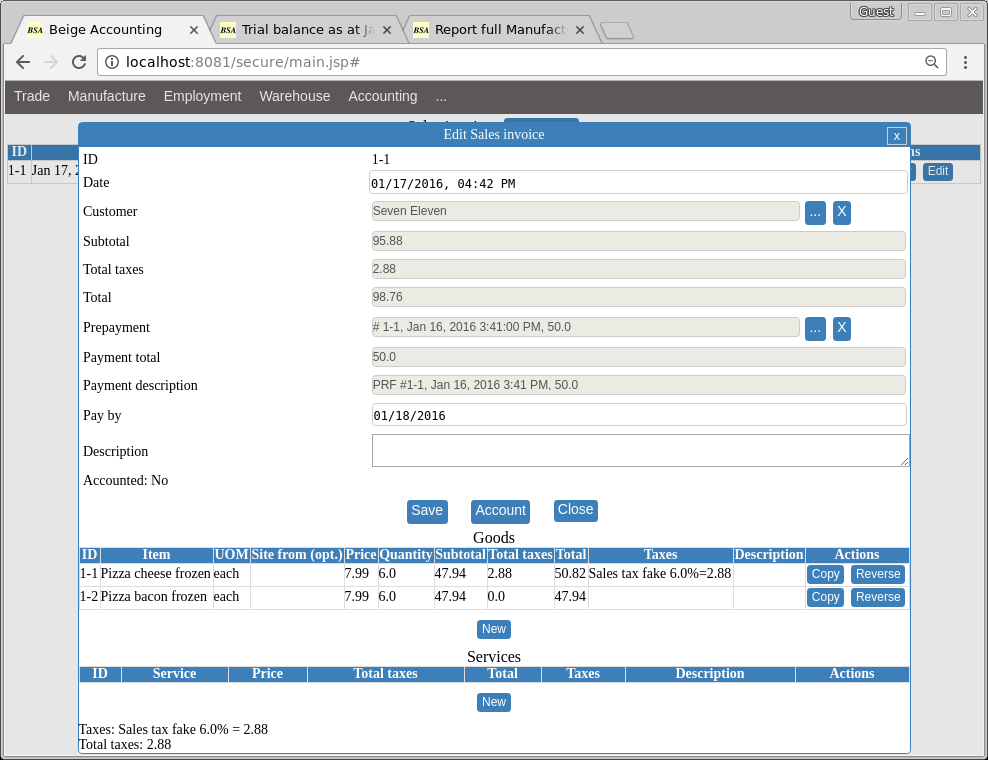 Guest
BSA Beige Accounting
BSA Trial balance as at Ja
BSA Report full Manufact
localhost:8081/secure/main.jsp#
Trade Manufacture Employment Warehouse Accounting ...
Edit Sales invoice x
ID
1-1 Jan 17, 2
ns
Edit
ID 1-1
Date 01/17/2016, 04:42 PM
Customer Seven Eleven ... X
Subtotal 95.88
Total taxes 2.88
Total 98.76
Prepayment # 1-1, Jan 16, 2016 3:41:00 PM, 50.0 ... X
Payment total 50.0
Payment description PRF #1-1, Jan 16, 2016 3:41 PM, 50.0
Pay by 01/18/2016
Description
Accounted: No
Save Account Close
Goods
ID Item UOM Site from (opt.) Price Quantity Subtotal Total taxes Total Taxes Description Actions
1-1 Pizza cheese frozen each 7.99 6.0 47.94 2.88 50.82 Sales tax fake 6.0%=2.88 Copy Reverse
1-2 Pizza bacon frozen each 7.99 6.0 47.94 0.0 47.94 Copy Reverse
New
Services
ID Service Price Total taxes Total Taxes Description Actions
New
Taxes: Sales tax fake 6.0% = 2.88
Total taxes: 2.88